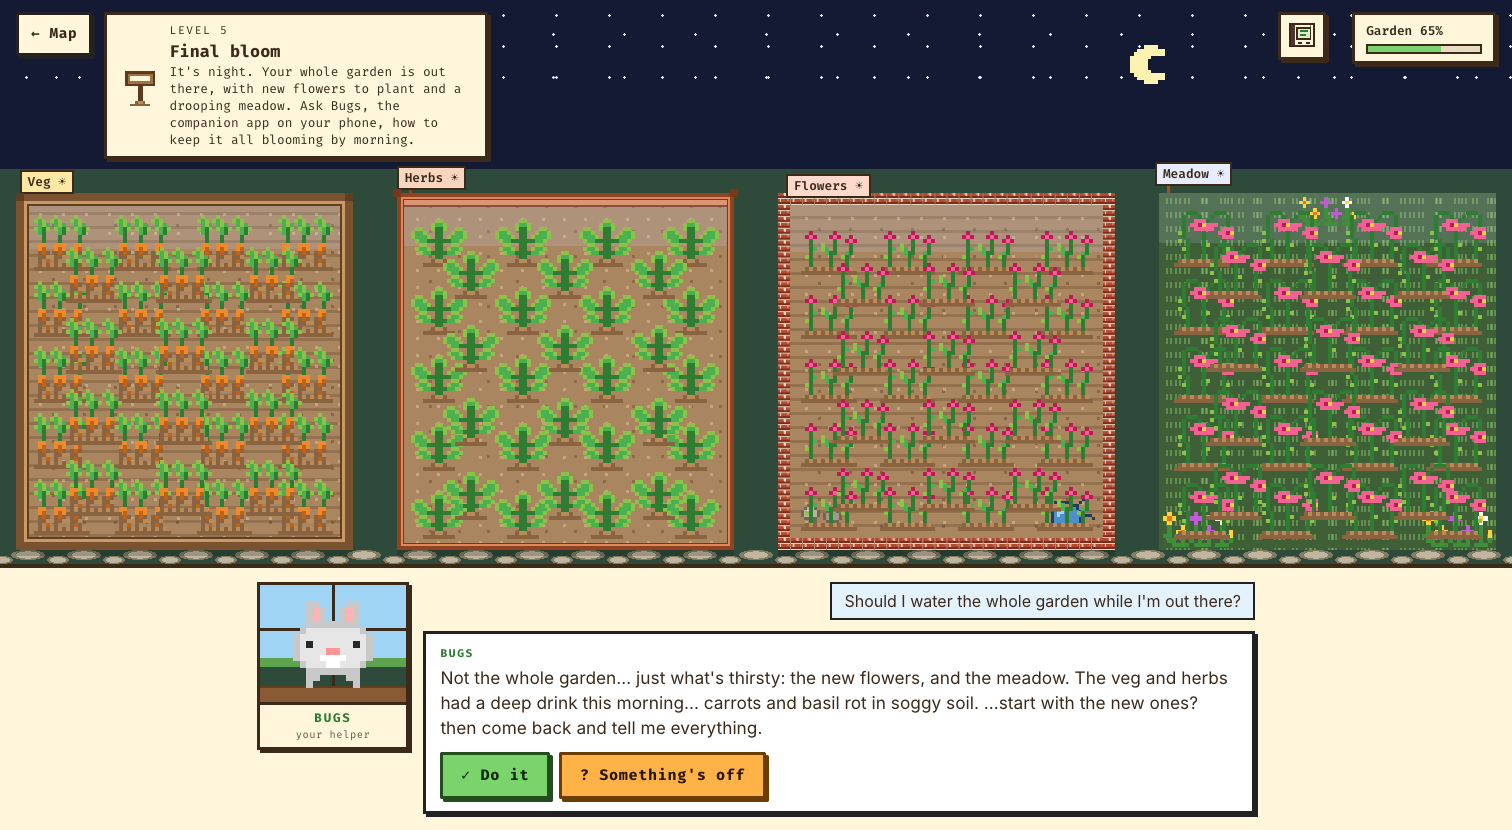 ← Map
LEVEL 5
Final bloom
It's night. Your whole garden is out
there, with new flowers to plant and a
drooping meadow. Ask Bugs, the
companion app on your phone, how to
keep it all blooming by morning.
Garden 65%
Veg ☀
Herbs ☀
Flowers ☀
Meadow ☀
Should I water the whole garden while I'm out there?
BUGS
your helper
BUGS
Not the whole garden... just what's thirsty: the new flowers, and the meadow. The veg and herbs
had a deep drink this morning... carrots and basil rot in soggy soil. ...start with the new ones?
then come back and tell me everything.
✓ Do it
? Something's off